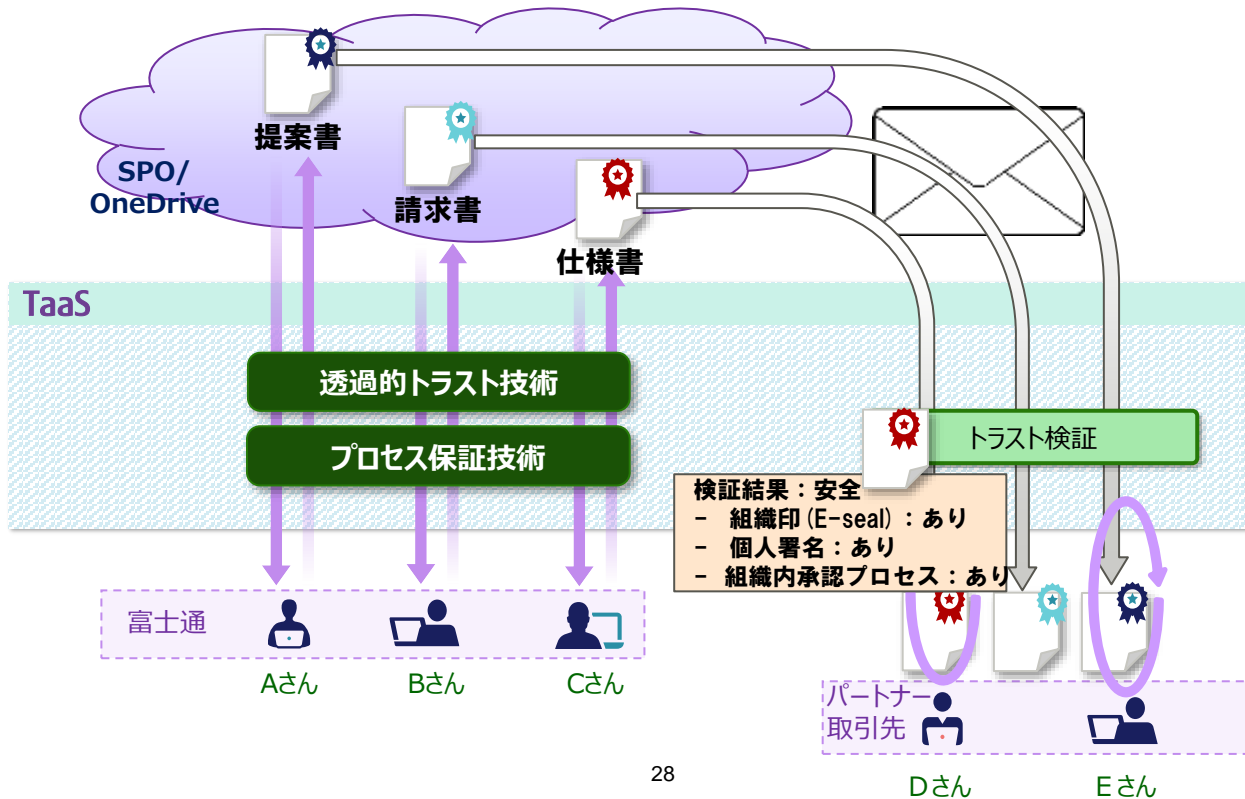 提案書
SPO/
OneDrive
請求書
仕様書
TaaS
透過的トラスト技術
プロセス保証技術
トラスト検証
検証結果：安全
- 組織印(E-seal)：あり
- 個人署名：あり
- 組織内承認プロセス：あり
富士通
Aさん
Bさん
Cさん
パートナー
取引先
Dさん
Eさん
28